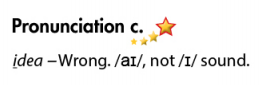 Pronunciation c.
idea – Wrong. /aɪ/, not /ɪ/ sound.